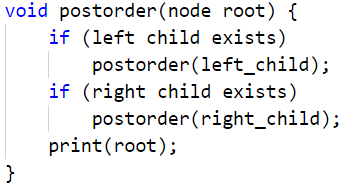 void postorder(node root) {
    if (left child exists)
        postorder(left_child);
    if (right child exists)
        postorder(right_child);
    print(root);
}